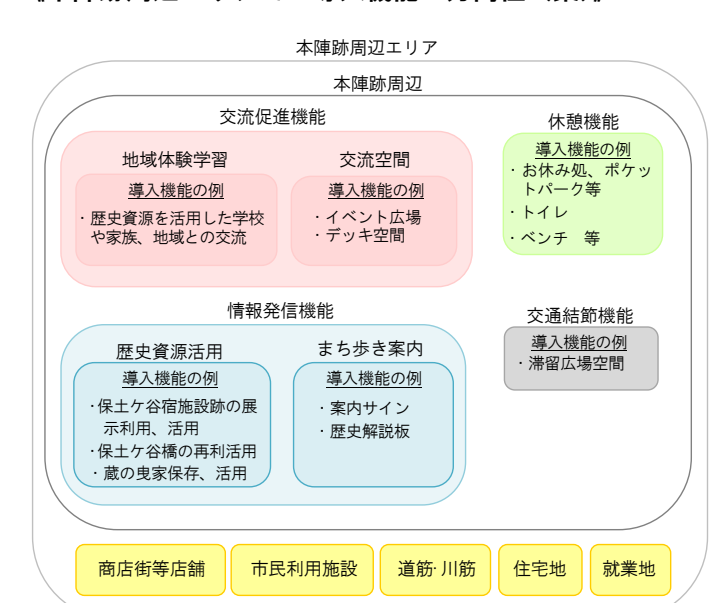 本陣跡周辺エリア
本陣跡周辺
交流促進機能
地域体験学習
導入機能の例
・歴史資源を活用した学校
や家族、地域との交流
交流空間
導入機能の例
・イベント広場
・デッキ空間
休憩機能
導入機能の例
・お休み処、ポケッ
トパーク等
・トイレ
・ベンチ 等
情報発信機能
歴史資源活用
導入機能の例
・保土ケ谷宿施設跡の展
示利用、活用
・保土ケ谷橋の再利活用
・蔵の曳家保存、活用
まち歩き案内
導入機能の例
・案内サイン
・歴史解説板
交通結節機能
導入機能の例
・滞留広場空間
商店街等店舗
市民利用施設
道筋・川筋
住宅地
就業地